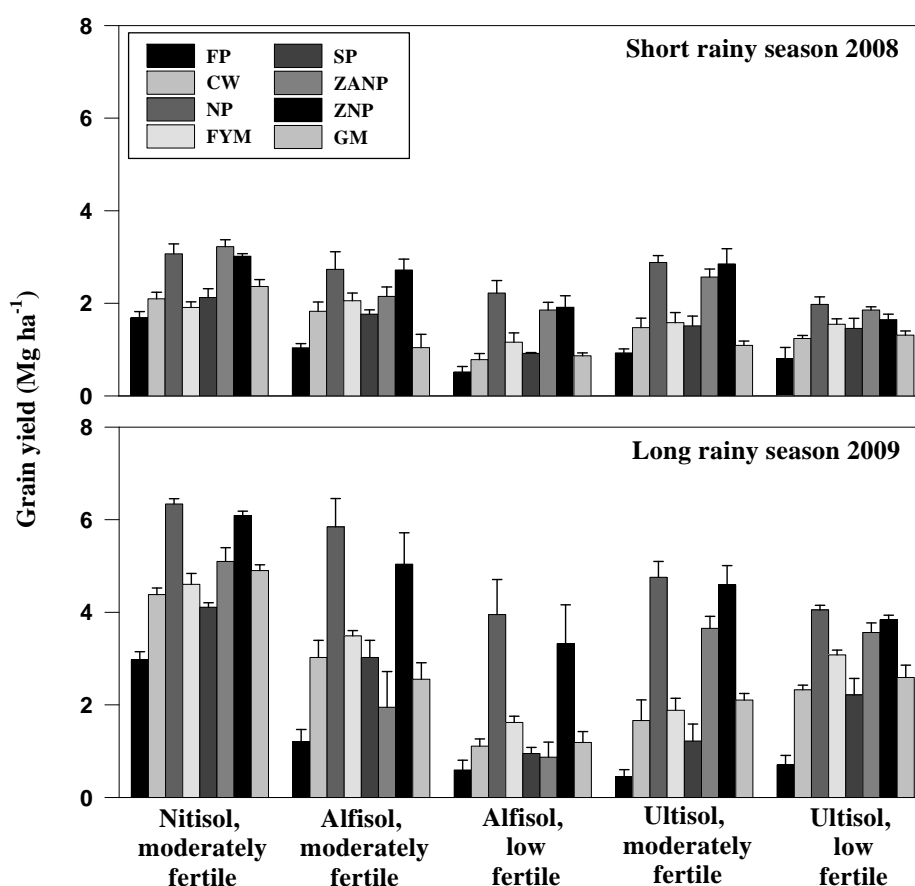 8
FP SP
CW ZANP
NP ZNP
FYM GM
Short rainy season 2008
6
4
2
0
Grain yield (Mg ha⁻¹)
8
Long rainy season 2009
6
4
2
0
Nitisol, Alfisol, Alfisol, Ultisol, Ultisol,
moderately moderately low moderately low
fertile fertile fertile fertile fertile